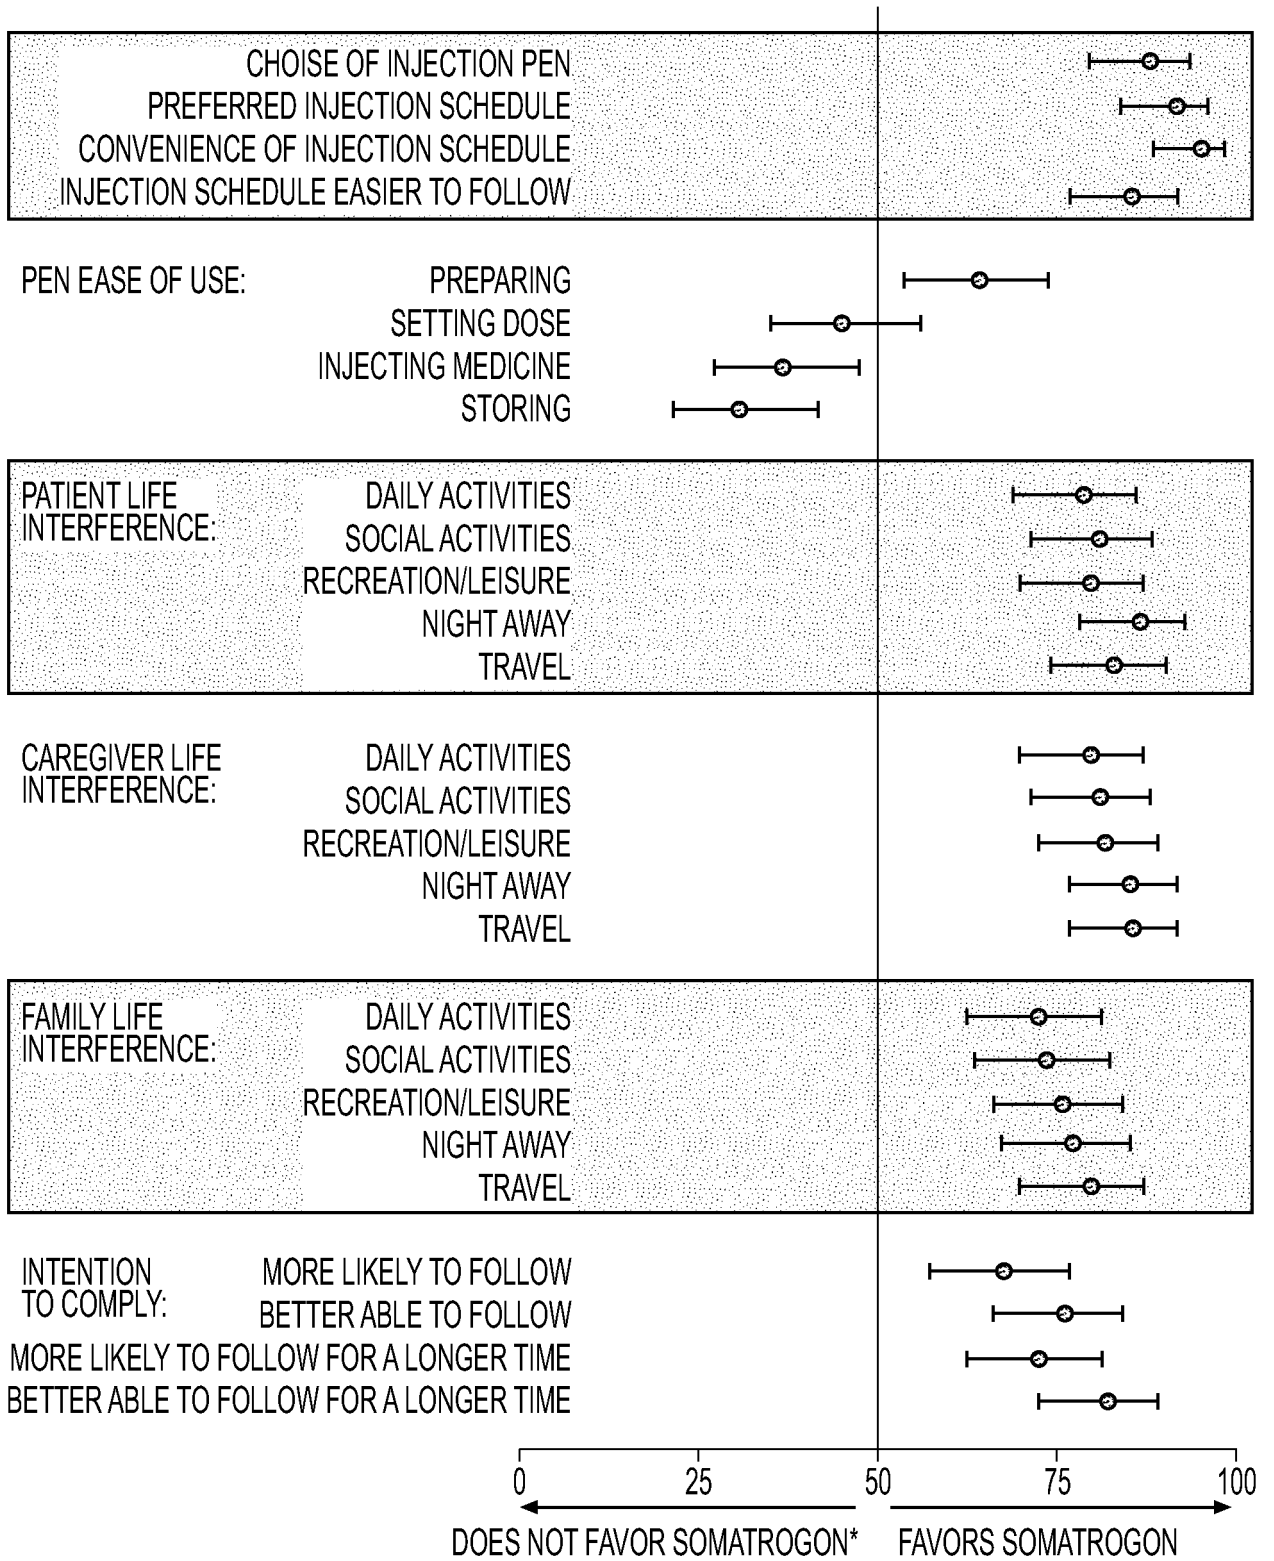 CHOISE OF INJECTION PEN
PREFERRED INJECTION SCHEDULE
CONVENIENCE OF INJECTION SCHEDULE
INJECTION SCHEDULE EASIER TO FOLLOW
PEN EASE OF USE: PREPARING
SETTING DOSE
INJECTING MEDICINE
STORING
PATIENT LIFE
INTERFERENCE:
DAILY ACTIVITIES
SOCIAL ACTIVITIES
RECREATION/LEISURE
NIGHT AWAY
TRAVEL
CAREGIVER LIFE
INTERFERENCE:
DAILY ACTIVITIES
SOCIAL ACTIVITIES
RECREATION/LEISURE
NIGHT AWAY
TRAVEL
FAMILY LIFE
INTERFERENCE:
DAILY ACTIVITIES
SOCIAL ACTIVITIES
RECREATION/LEISURE
NIGHT AWAY
TRAVEL
INTENTION
TO COMPLY:
MORE LIKELY TO FOLLOW
BETTER ABLE TO FOLLOW
MORE LIKELY TO FOLLOW FOR A LONGER TIME
BETTER ABLE TO FOLLOW FOR A LONGER TIME
0 25 50 75 100
DOES NOT FAVOR SOMATROGON* FAVORS SOMATROGON